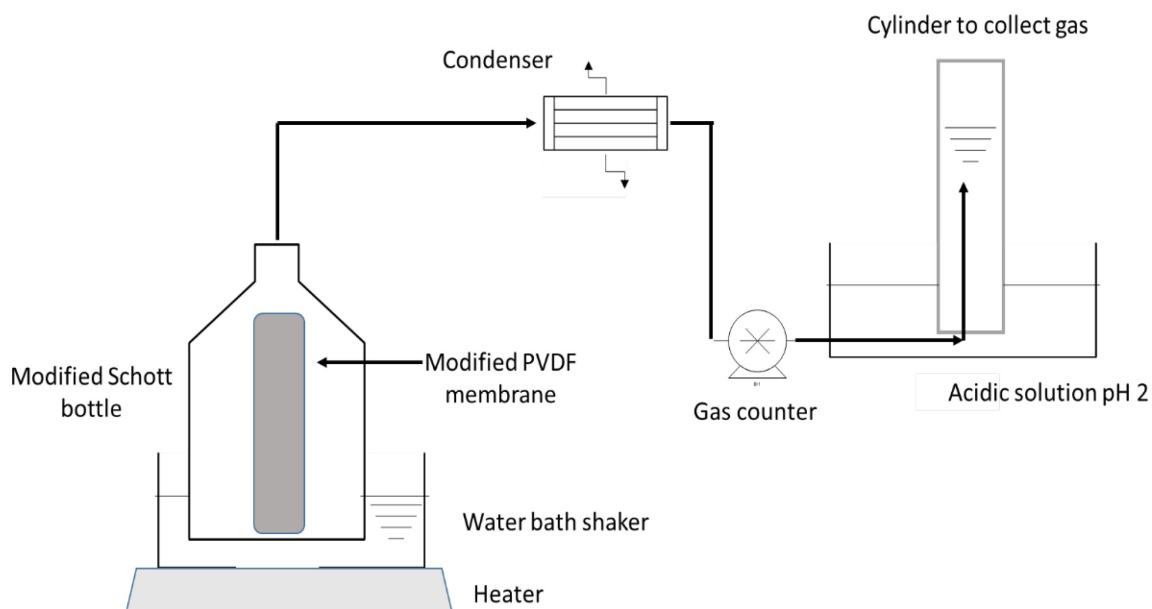 Cylinder to collect gas
Condenser
Modified Schott
bottle
Modified PVDF
membrane
Gas counter
Acidic solution pH 2
Water bath shaker
Heater